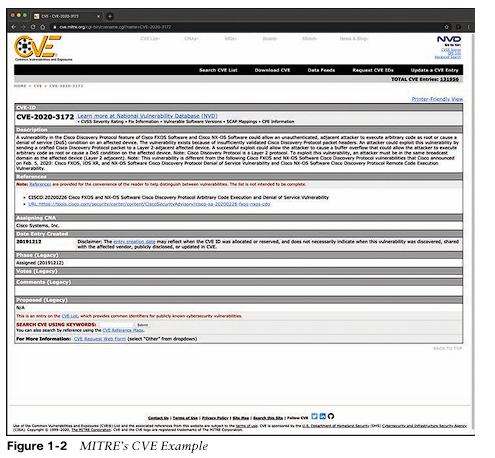 CVE - CVE-2020-3172
cve.mitre.org/cgi-bin/cvename.cgi?name=CVE-2020-3172
CVE
Common Vulnerabilities and Exposures
CVE List▾ CNAs▾ WGs▾ Board▾ About▾ News & Blog▾
NVD
Go to for:
CVSS Scores
CPE Info
Advanced Search
Search CVE List Download CVE Data Feeds Request CVE IDs Update a CVE Entry
TOTAL CVE Entries: 131956
HOME > CVE > CVE-2020-3172
Printer-Friendly View
CVE-ID
CVE-2020-3172 Learn more at National Vulnerability Database (NVD)
• CVSS Severity Rating • Fix Information • Vulnerable Software Versions • SCAP Mappings • CPE Information
Description
A vulnerability in the Cisco Discovery Protocol feature of Cisco FXOS Software and Cisco NX-OS Software could allow an unauthenticated, adjacent attacker to execute arbitrary code as root or cause a
denial of service (DoS) condition on an affected device. The vulnerability exists because of insufficiently validated Cisco Discovery Protocol packet headers. An attacker could exploit this vulnerability by
sending a crafted Cisco Discovery Protocol packet to a Layer 2-adjacent affected device. A successful exploit could allow the attacker to cause a buffer overflow that could allow the attacker to execute
arbitrary code as root or cause a DoS condition on the affected device. Note: Cisco Discovery Protocol is a Layer 2 protocol. To exploit this vulnerability, an attacker must be in the same broadcast
domain as the affected device (Layer 2 adjacent). Note: This vulnerability is different from the following Cisco FXOS and NX-OS Software Cisco Discovery Protocol vulnerabilities that Cisco announced
on Feb. 5, 2020: Cisco FXOS, IOS XR, and NX-OS Software Cisco Discovery Protocol Denial of Service Vulnerability and Cisco NX-OS Software Cisco Discovery Protocol Remote Code Execution
Vulnerability.
References
Note: References are provided for the convenience of the reader to help distinguish between vulnerabilities. The list is not intended to be complete.
• CISCO:20200226 Cisco FXOS and NX-OS Software Cisco Discovery Protocol Arbitrary Code Execution and Denial of Service Vulnerability
• URL:https://tools.cisco.com/security/center/content/CiscoSecurityAdvisory/cisco-sa-20200226-fxos-nxos-cdp
Assigning CNA
Cisco Systems, Inc.
Date Entry Created
20191212 Disclaimer: The entry creation date may reflect when the CVE ID was allocated or reserved, and does not necessarily indicate when this vulnerability was discovered, shared
with the affected vendor, publicly disclosed, or updated in CVE.
Phase (Legacy)
Assigned (20191212)
Votes (Legacy)
Comments (Legacy)
Proposed (Legacy)
N/A
This is an entry on the CVE List, which provides common identifiers for publicly known cybersecurity vulnerabilities.
SEARCH CVE USING KEYWORDS: Submit
You can also search by reference using the CVE Reference Maps.
For More Information: CVE Request Web Form (select "Other" from dropdown)
BACK TO TOP
Contact Us | Terms of Use | Privacy Policy | Site Map | Search this Site | Follow CVE
Use of the Common Vulnerabilities and Exposures (CVE®) List and the associated references from this website are subject to the terms of use. CVE is sponsored by the U.S. Department of Homeland Security (DHS) Cybersecurity and Infrastructure Security Agency
(CISA). Copyright © 1999–2020, The MITRE Corporation. CVE and the CVE logo are registered trademarks of The MITRE Corporation.
Figure 1-2 MITRE's CVE Example